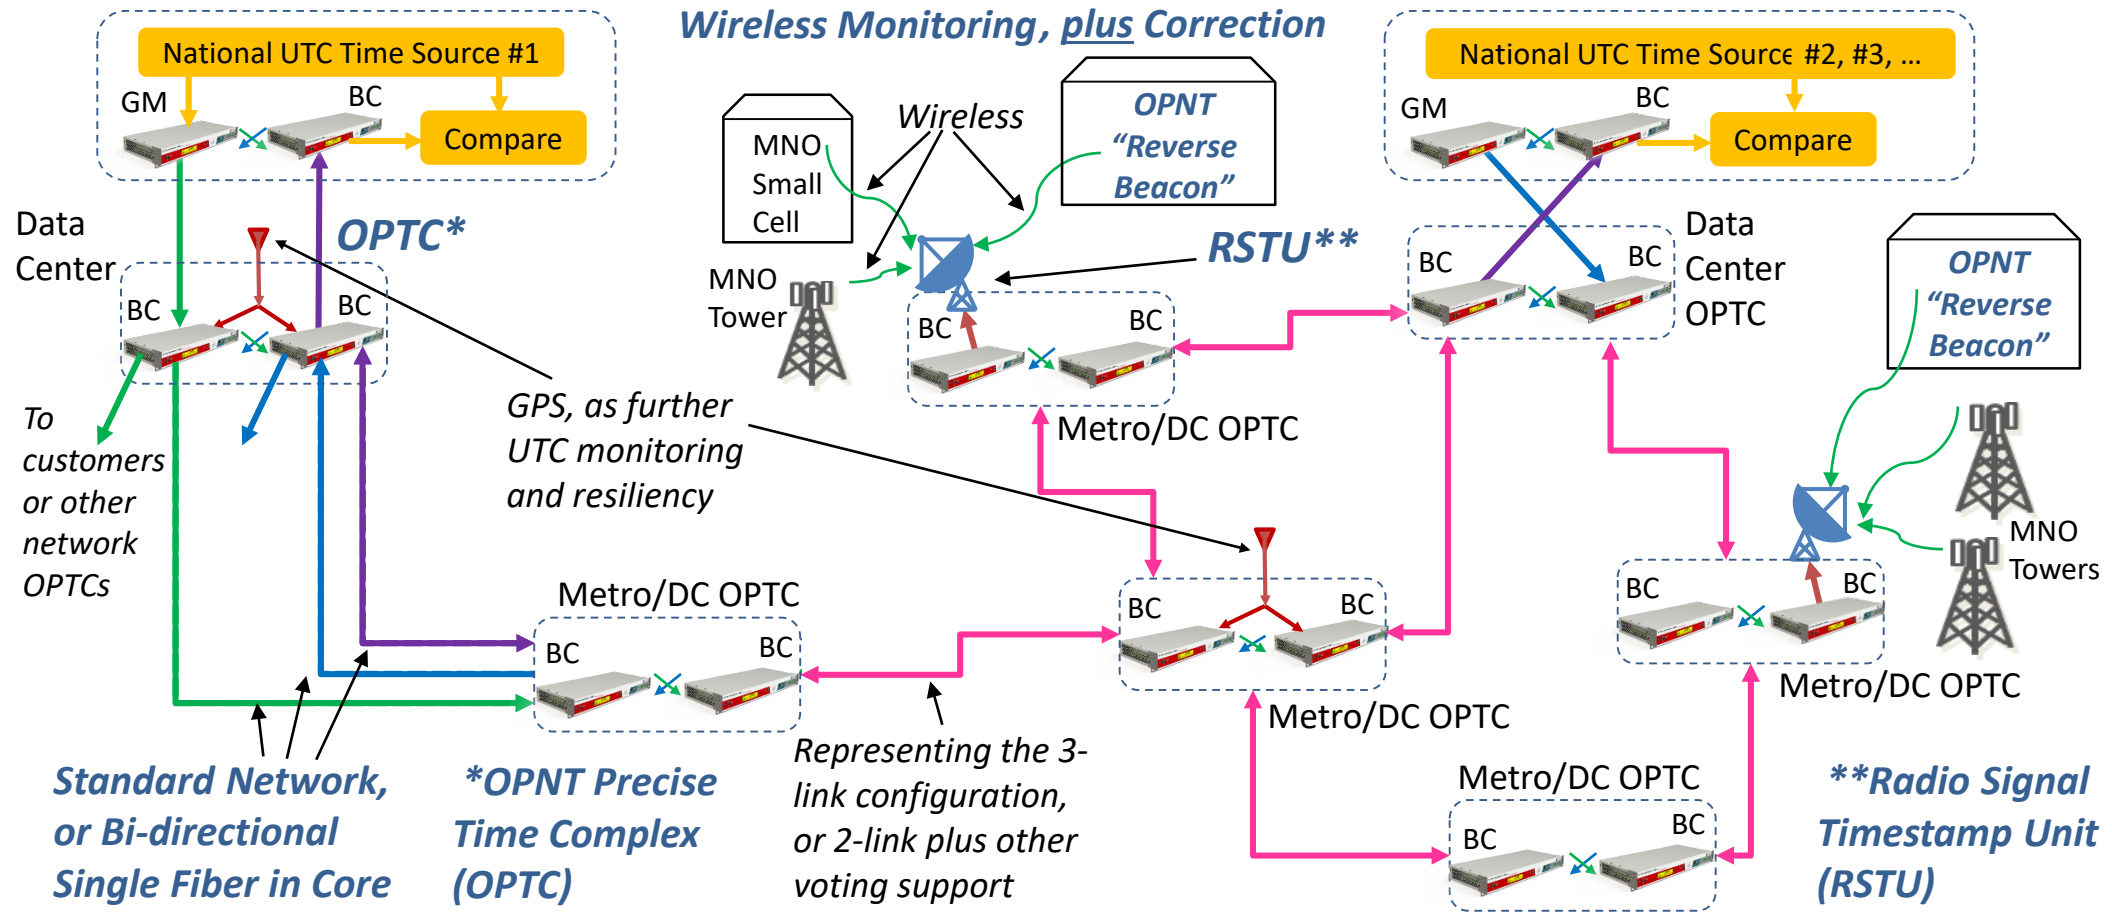 Wireless Monitoring, plus Correction
National UTC Time Source #1
GM
BC
Compare
Data
Center
OPTC*
BC
BC
To
customers
or other
network
OPTCs
GPS, as further
UTC monitoring
and resiliency
MNO
Small
Cell
Wireless
OPNT
“Reverse
Beacon”
MNO
Tower
RSTU**
BC
BC
Metro/DC OPTC
National UTC Time Source #2, #3, ...
GM
BC
Compare
BC
BC
Data
Center
OPTC
OPNT
“Reverse
Beacon”
MNO
Towers
BC
BC
Metro/DC OPTC
Metro/DC OPTC
BC
BC
BC
BC
Metro/DC OPTC
Metro/DC OPTC
BC
BC
Standard Network,
or Bi-directional
Single Fiber in Core
*OPNT Precise
Time Complex
(OPTC)
Representing the 3-
link configuration,
or 2-link plus other
voting support
**Radio Signal
Timestamp Unit
(RSTU)